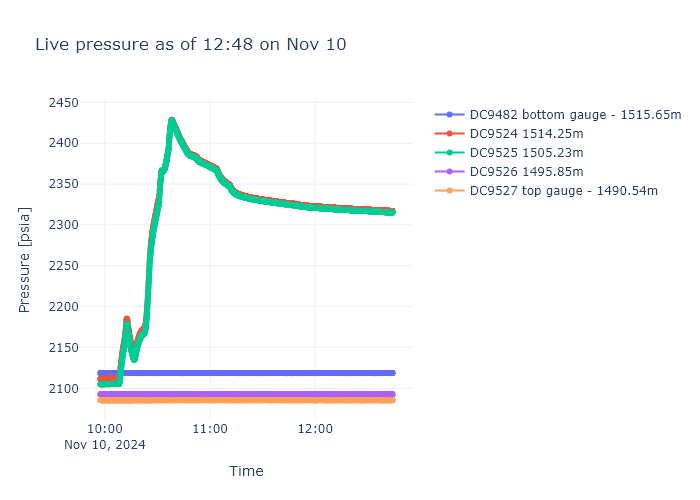 Live pressure as of 12:48 on Nov 10
2450
2400
2350
2300
2250
2200
2150
2100
Pressure [psia]
10:00
Nov 10, 2024
11:00
12:00
Time
DC9482 bottom gauge - 1515.65m
DC9524 1514.25m
DC9525 1505.23m
DC9526 1495.85m
DC9527 top gauge - 1490.54m